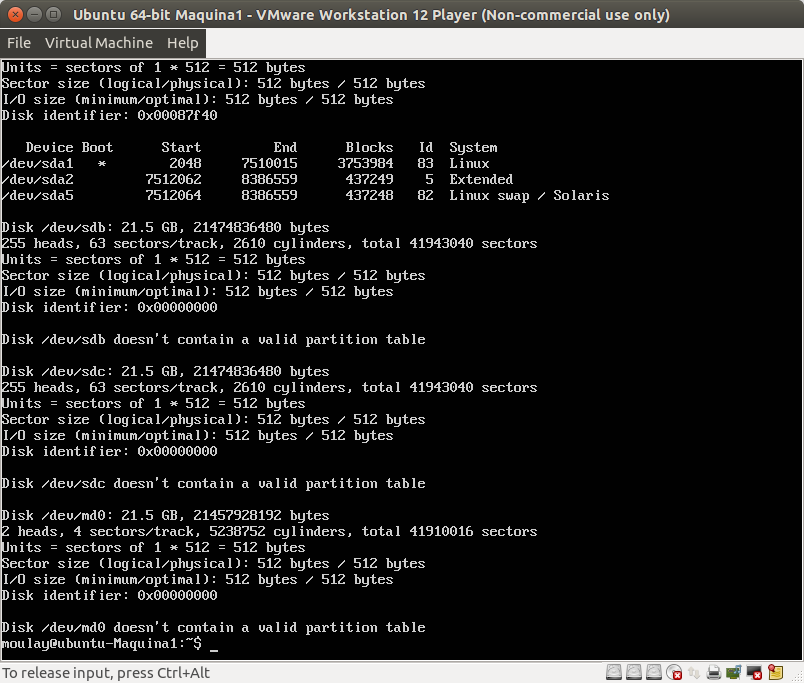 Ubuntu 64-bit Maquina1 - VMware Workstation 12 Player (Non-commercial use only)
File Virtual Machine Help
Units = sectors of 1 * 512 = 512 bytes
Sector size (logical/physical): 512 bytes / 512 bytes
I/O size (minimum/optimal): 512 bytes / 512 bytes
Disk identifier: 0x00087f40
Device Boot Start End Blocks Id System
/dev/sda1 * 2048 7510015 3753984 83 Linux
/dev/sda2 7512062 8386559 437249 5 Extended
/dev/sda5 7512064 8386559 437248 82 Linux swap / Solaris
Disk /dev/sdb: 21.5 GB, 21474836480 bytes
255 heads, 63 sectors/track, 2610 cylinders, total 41943040 sectors
Units = sectors of 1 * 512 = 512 bytes
Sector size (logical/physical): 512 bytes / 512 bytes
I/O size (minimum/optimal): 512 bytes / 512 bytes
Disk identifier: 0x00000000
Disk /dev/sdb doesn't contain a valid partition table
Disk /dev/sdc: 21.5 GB, 21474836480 bytes
255 heads, 63 sectors/track, 2610 cylinders, total 41943040 sectors
Units = sectors of 1 * 512 = 512 bytes
Sector size (logical/physical): 512 bytes / 512 bytes
I/O size (minimum/optimal): 512 bytes / 512 bytes
Disk identifier: 0x00000000
Disk /dev/sdc doesn't contain a valid partition table
Disk /dev/md0: 21.5 GB, 21457928192 bytes
2 heads, 4 sectors/track, 5238752 cylinders, total 41910016 sectors
Units = sectors of 1 * 512 = 512 bytes
Sector size (logical/physical): 512 bytes / 512 bytes
I/O size (minimum/optimal): 512 bytes / 512 bytes
Disk identifier: 0x00000000
Disk /dev/md0 doesn't contain a valid partition table
moulay@ubuntu-Maquina1:~$ _
To release input, press Ctrl+Alt